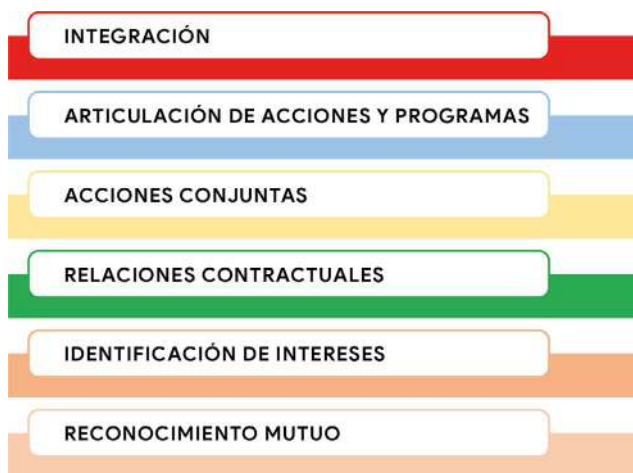 INTEGRACIÓN
ARTICULACIÓN DE ACCIONES Y PROGRAMAS
ACCIONES CONJUNTAS
RELACIONES CONTRACTUALES
IDENTIFICACIÓN DE INTERESES
RECONOCIMIENTO MUTUO